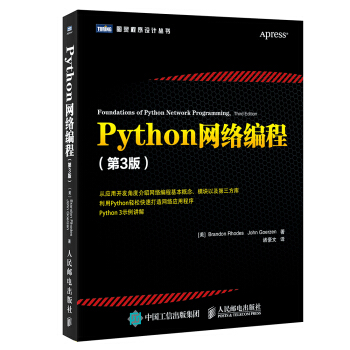 TURING 图灵程序设计丛书
Apress®
Foundations of Python Network Programming, Third Edition
Python网络编程
(第3版)
从应用开发角度介绍网络编程基本概念、模块以及第三方库
利用Python轻松快速打造网络应用程序
Python 3示例讲解
[美] Brandon Rhodes John Goerzen 著
诸豪文 译
中国工信出版集团
人民邮电出版社
POSTS & TELECOM PRESS
Python网络编程
(第3版)
[美] Brandon Rhodes John Goerzen 著
人民邮电出版社